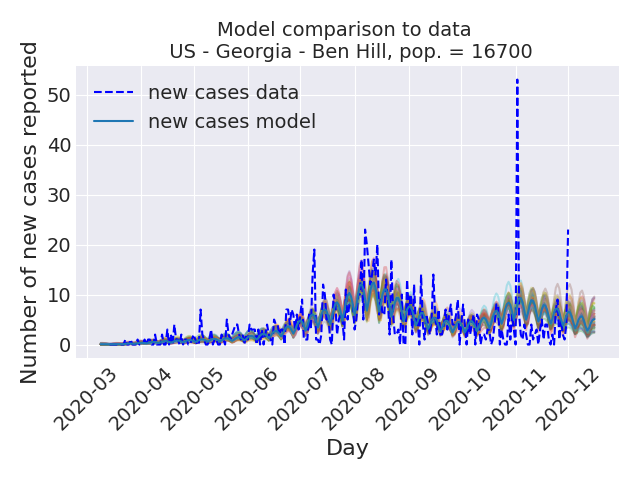 Model comparison to data
US - Georgia - Ben Hill, pop. = 16700
Number of new cases reported
50
40
30
20
10
0
new cases data
new cases model
2020-03
2020-04
2020-05
2020-06
2020-07
2020-08
2020-09
2020-10
2020-11
2020-12
Day